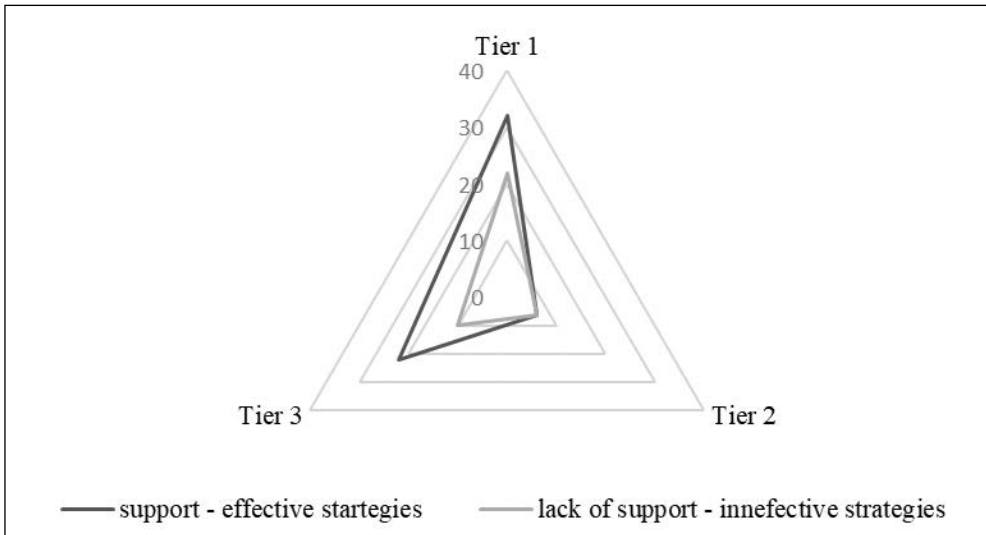 Tier 1
40
30
20
10
0
Tier 3
Tier 2
support - effective startegies
lack of support - innefective strategies